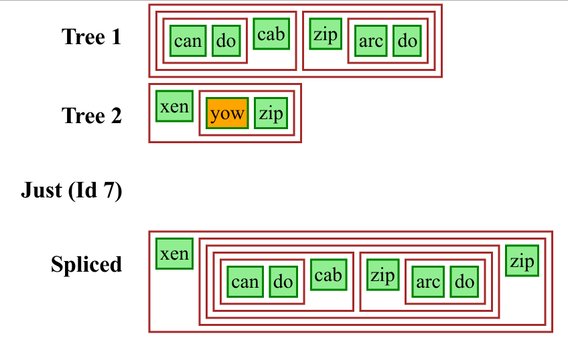 Tree 1 can do cab zip arc do
Tree 2 xen yow zip
Just (Id 7)
Spliced xen can do cab zip arc do zip